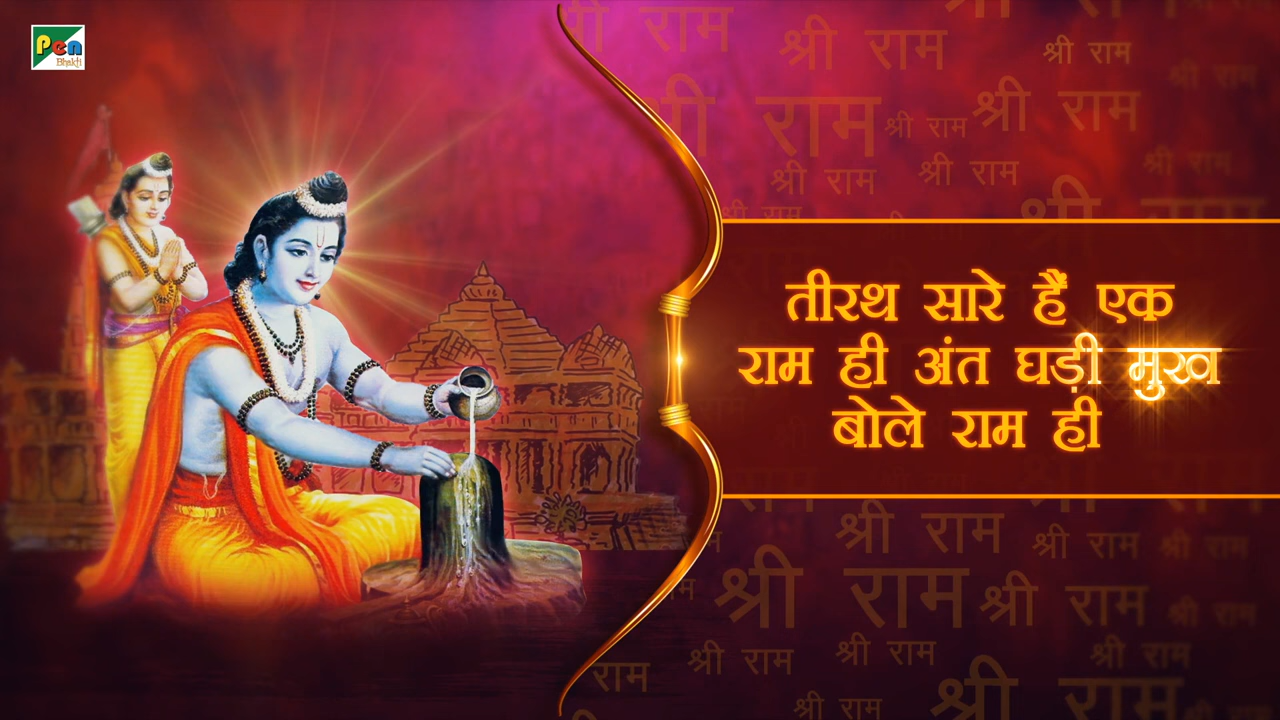 Pen
Bhakti
श्री राम
श्री राम
श्री राम
श्री राम
श्री राम
श्री राम
श्री राम
श्री राम
श्री राम
श्री राम
तीरथ सारे हैं एक
राम ही अंत घड़ी मुख
बोले राम ही
श्री राम
श्री राम
श्री राम
श्री राम
श्री राम
श्री राम
राम
श्री राम
श्री राम
श्री राम
श्री राम
श्री राम